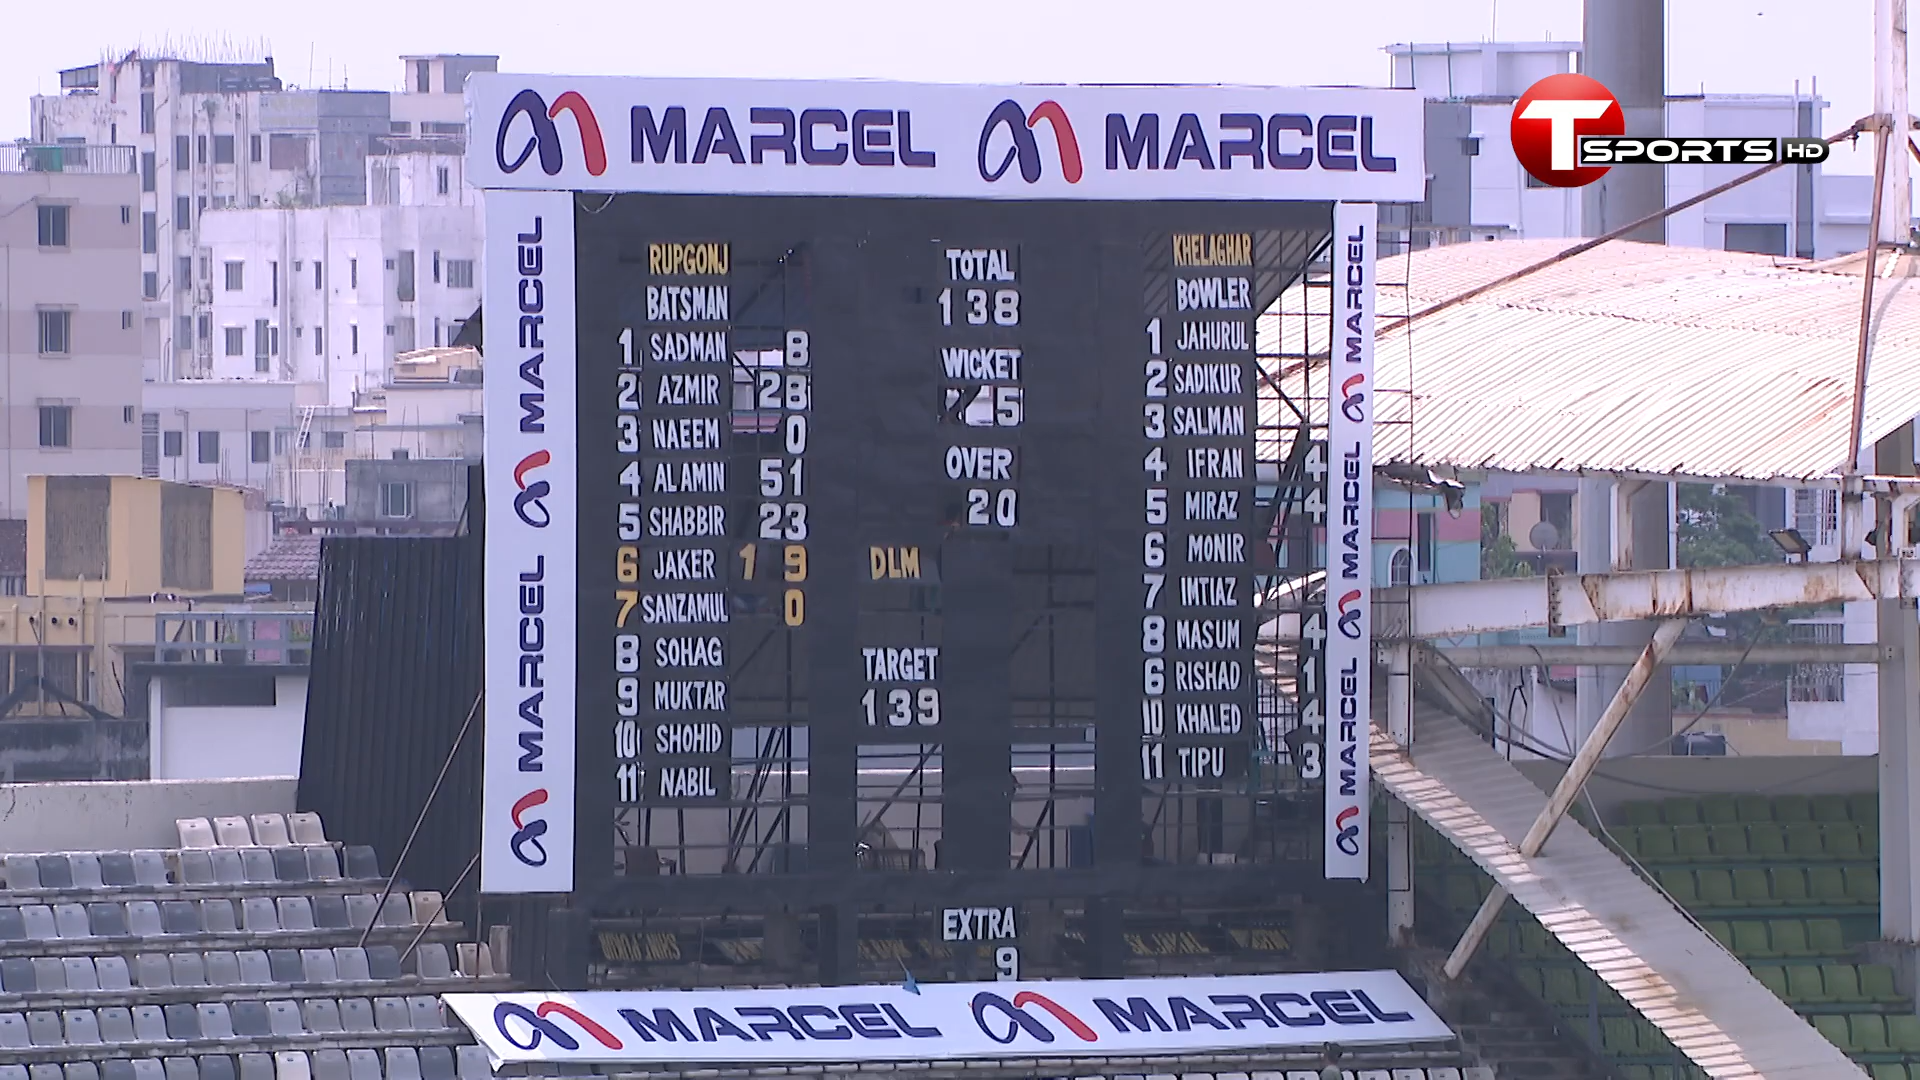 MARCEL MARCEL
T SPORTS HD
MARCEL
MARCEL
RUPGONJ
BATSMAN
1 SADMAN 8
2 AZMIR 28
3 NAEEM 0
4 ALAMIN 51
5 SHABBIR 23
6 JAKER 19
7 SANZAMUL 0
8 SOHAG
9 MUKTAR
10 SHOHID
11 NABIL
TOTAL
138
WICKET
5
OVER
20
DLM
TARGET
139
EXTRA
9
KHELAGHAR
BOWLER
1 JAHURUL
2 SADIKUR
3 SALMAN
4 IFRAN 4
5 MIRAZ 4
6 MONIR
7 IMTIAZ
8 MASUM 4
6 RISHAD 1
10 KHALED 4
11 TIPU 3
MARCEL
MARCEL
MARCEL
MARCEL MARCEL